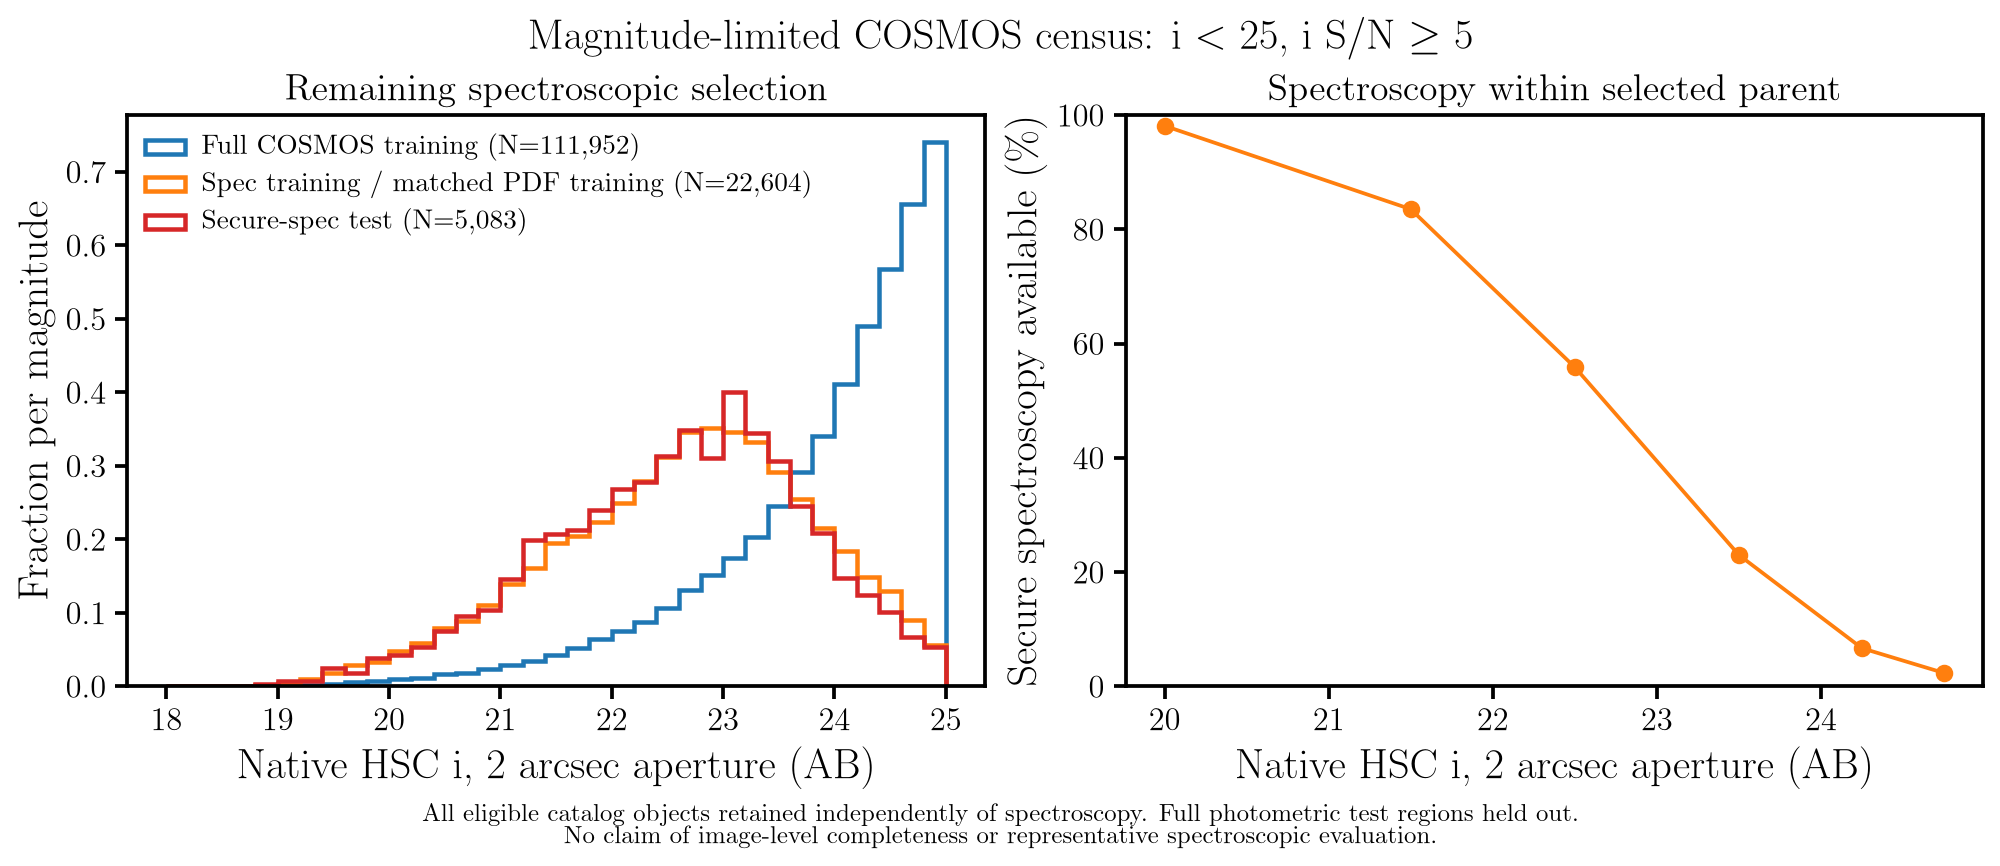 Magnitude-limited COSMOS census: i < 25, i S/N ≥ 5
Remaining spectroscopic selection
Full COSMOS training (N=111,952)
Spec training / matched PDF training (N=22,604)
Secure-spec test (N=5,083)
Fraction per magnitude
0.7
0.6
0.5
0.4
0.3
0.2
0.1
0.0
18 19 20 21 22 23 24 25
Native HSC i, 2 arcsec aperture (AB)
Spectroscopy within selected parent
Secure spectroscopy available (%)
100
80
60
40
20
0
20 21 22 23 24
Native HSC i, 2 arcsec aperture (AB)
All eligible catalog objects retained independently of spectroscopy. Full photometric test regions held out.
No claim of image-level completeness or representative spectroscopic evaluation.